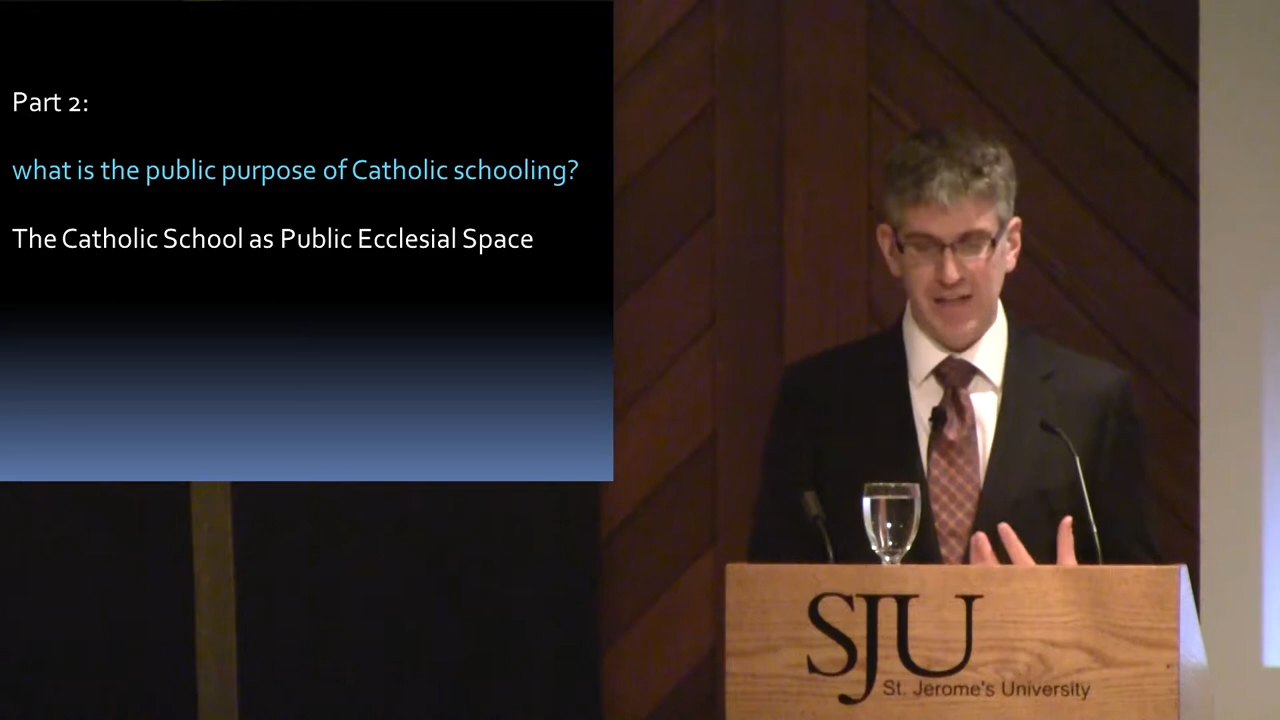 Part 2:
what is the public purpose of Catholic schooling?
The Catholic School as Public Ecclesial Space
SJU
St. Jerome's University